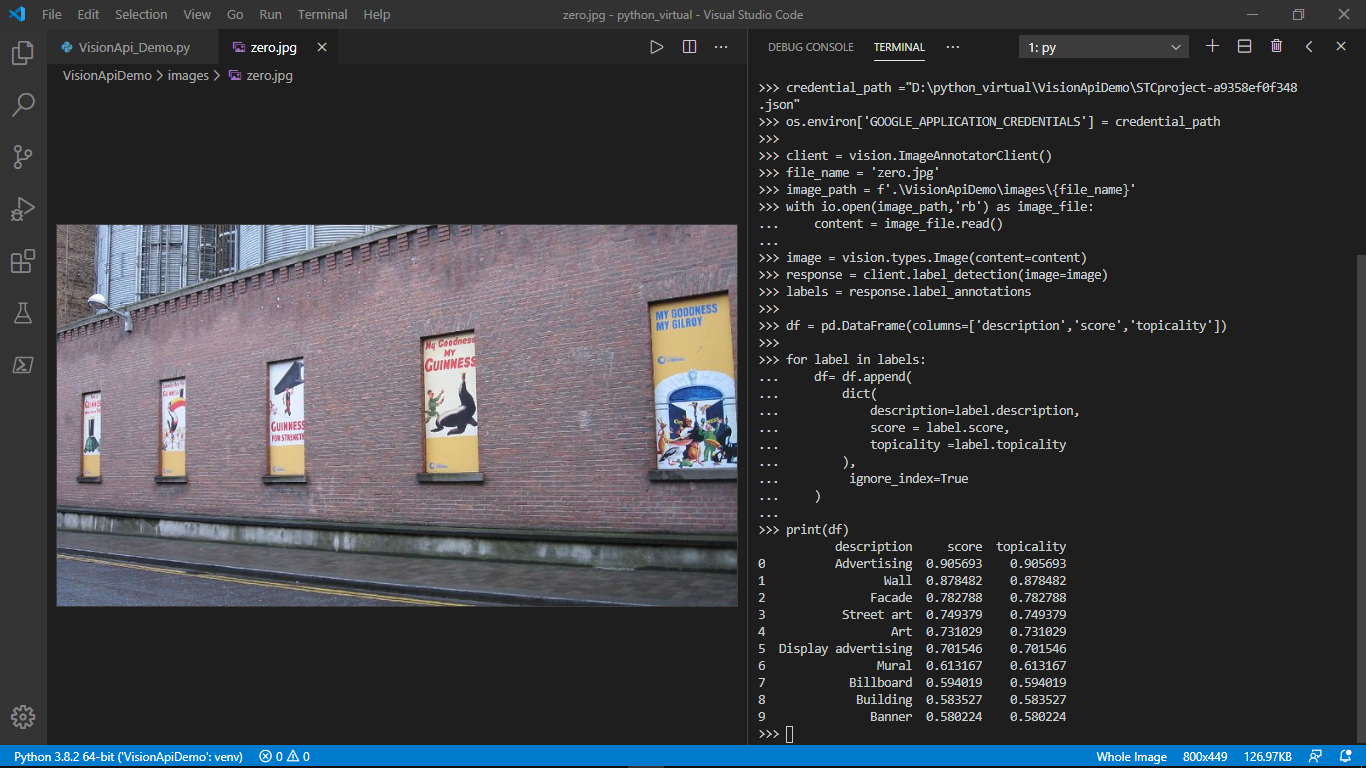 File Edit Selection View Go Run Terminal Help
zero.jpg - python_virtual - Visual Studio Code
VisionApi_Demo.py
zero.jpg
VisionApiDemo > images > zero.jpg
MY GOODNESS
MY GILROY
My Goodness
MY
GUINNESS
GUINNESS
FOR STRENGTH
DEBUG CONSOLE TERMINAL ··· 1: py
>>> credential_path ="D:\python_virtual\VisionApiDemo\STCproject-a9358ef0f348
.json"
>>> os.environ['GOOGLE_APPLICATION_CREDENTIALS'] = credential_path
>>>
>>> client = vision.ImageAnnotatorClient()
>>> file_name = 'zero.jpg'
>>> image_path = f'.\VisionApiDemo\images\{file_name}'
>>> with io.open(image_path,'rb') as image_file:
...     content = image_file.read()
...
>>> image = vision.types.Image(content=content)
>>> response = client.label_detection(image=image)
>>> labels = response.label_annotations
>>>
>>> df = pd.DataFrame(columns=['description','score','topicality'])
>>>
>>> for label in labels:
...     df= df.append(
...         dict(
...             description=label.description,
...             score = label.score,
...             topicality =label.topicality
...         ),
...          ignore_index=True
...     )
...
>>> print(df)
description score topicality
0 Advertising 0.905693 0.905693
1 Wall 0.878482 0.878482
2 Facade 0.782788 0.782788
3 Street art 0.749379 0.749379
4 Art 0.731029 0.731029
5 Display advertising 0.701546 0.701546
6 Mural 0.613167 0.613167
7 Billboard 0.594019 0.594019
8 Building 0.583527 0.583527
9 Banner 0.580224 0.580224
>>>
Python 3.8.2 64-bit ('VisionApiDemo': venv) 0 0 Whole Image 800x449 126.97KB